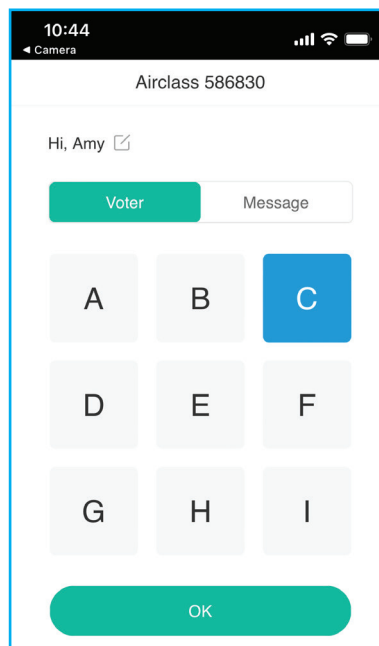 10:44
◀ Camera
Airclass 586830
Hi, Amy
Voter Message
A B C
D E F
G H I
OK